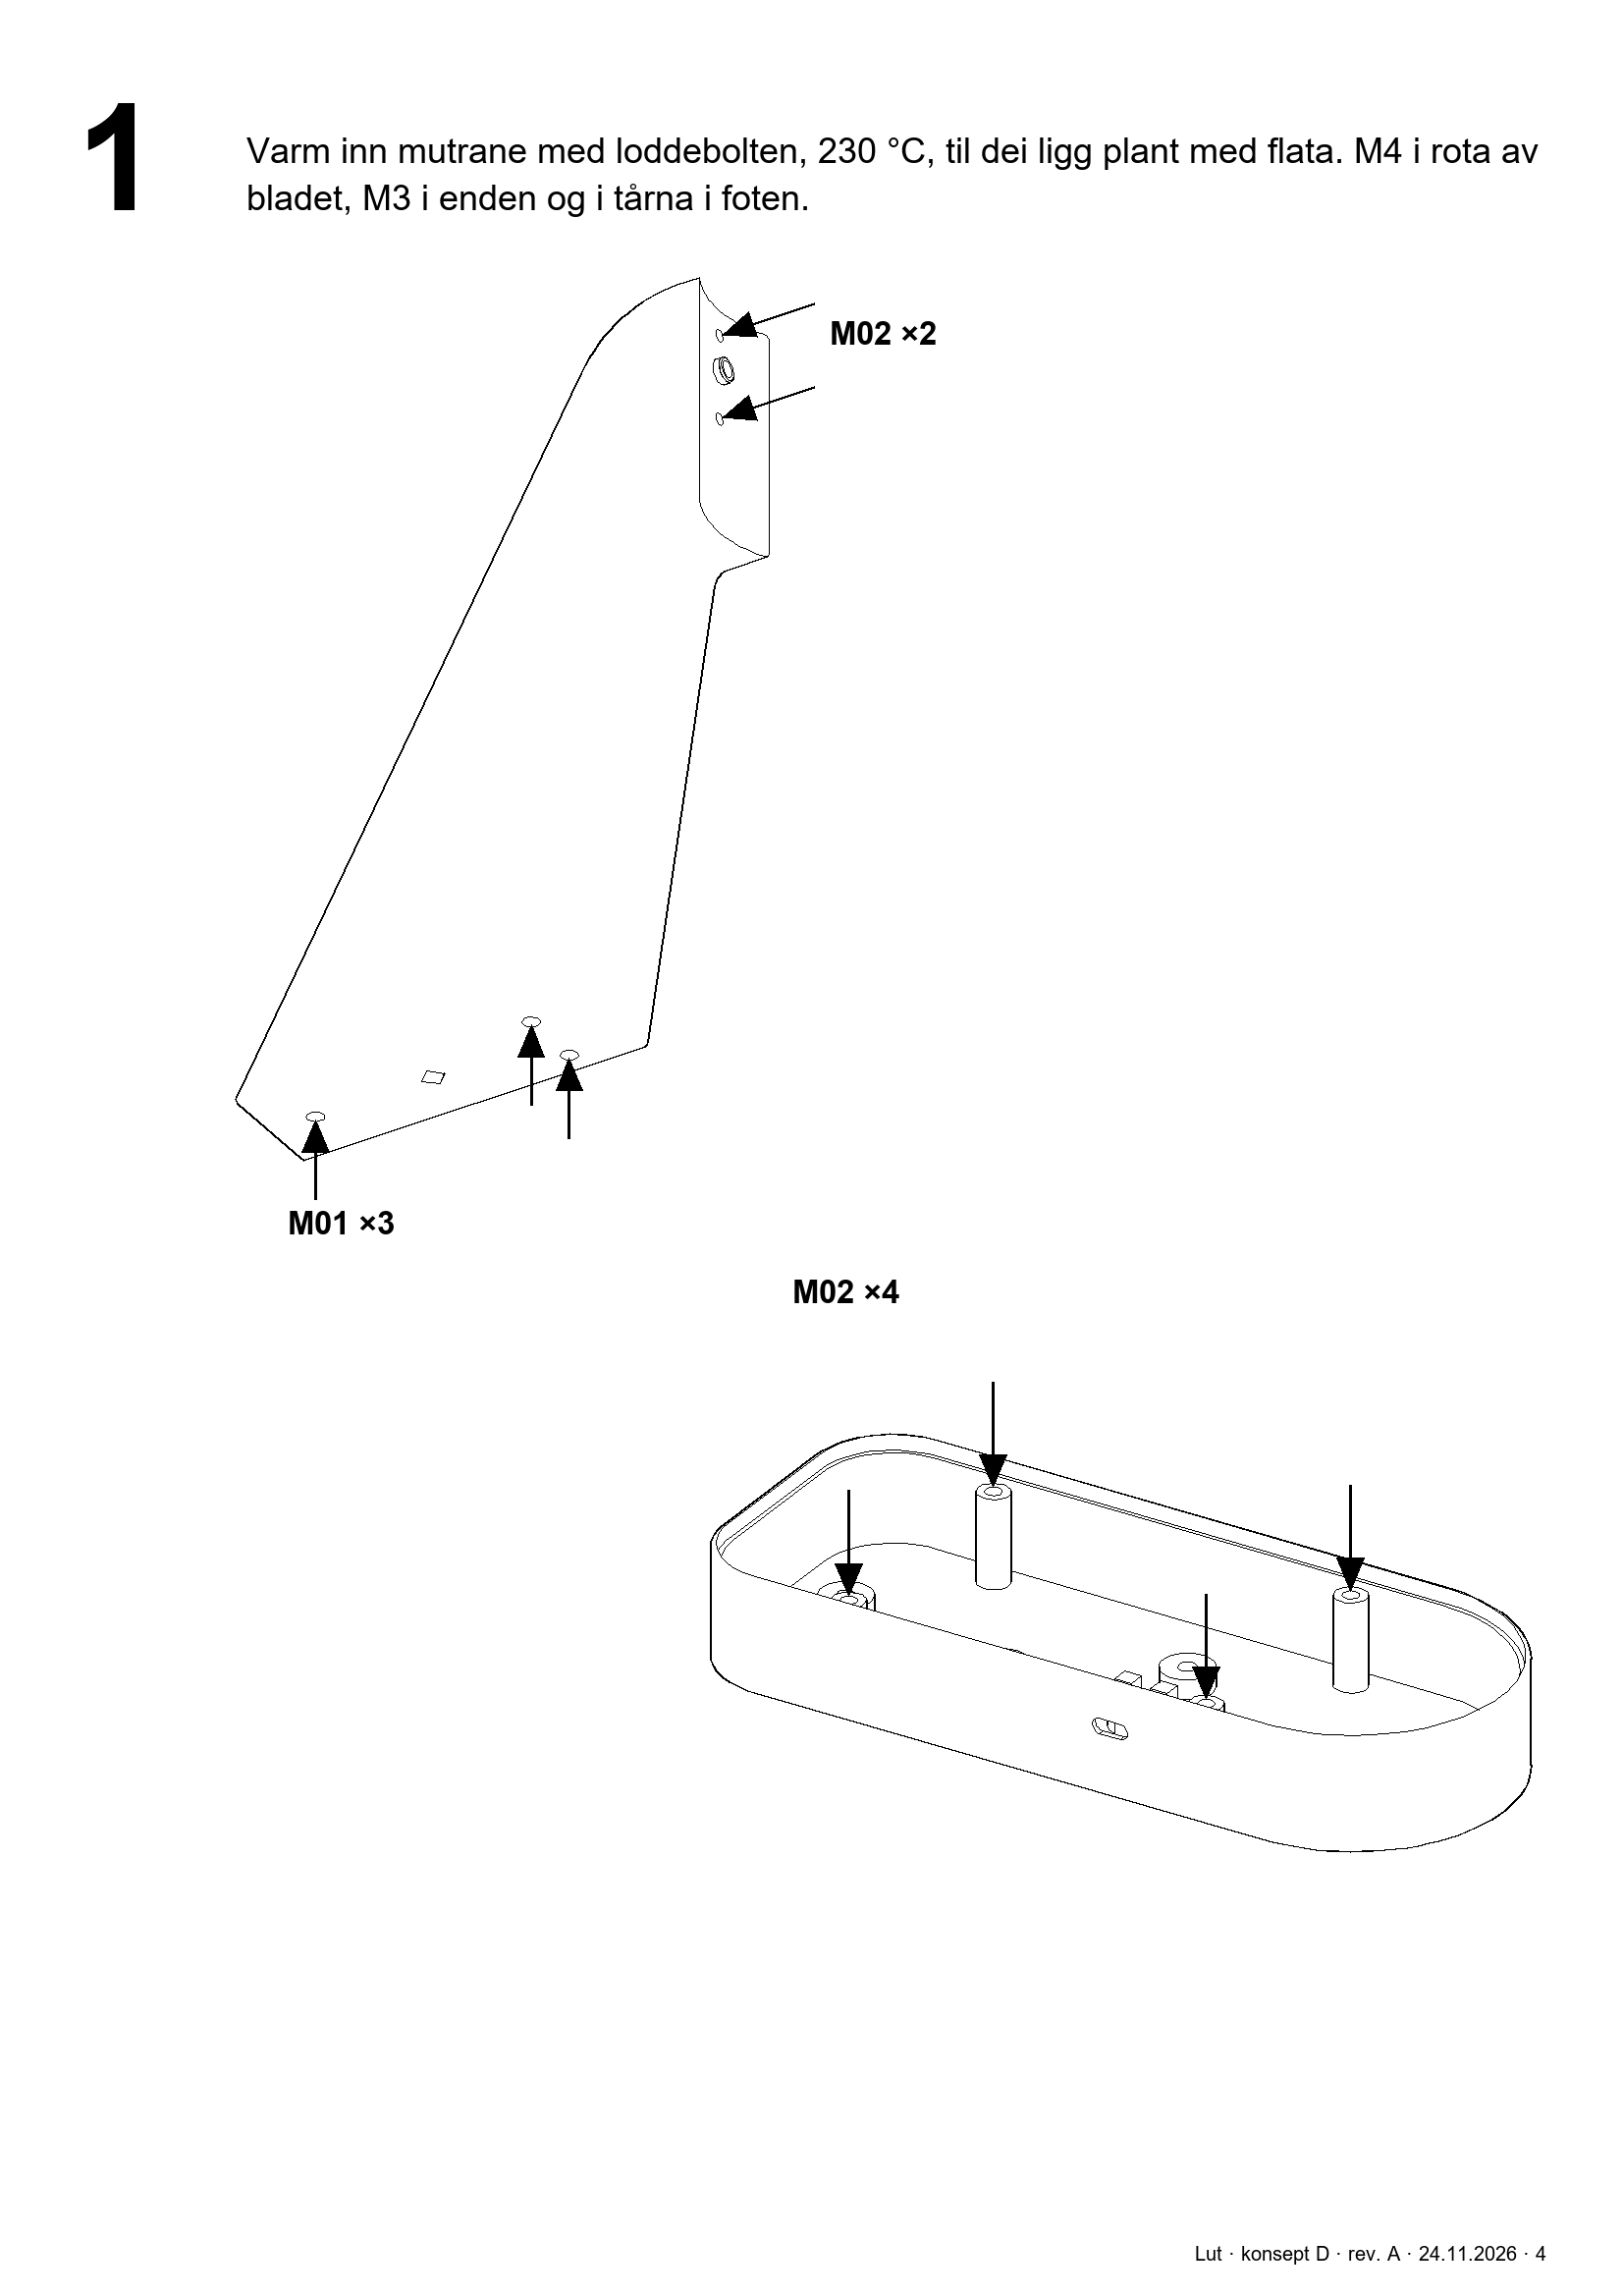 1
Varm inn mutrane med loddebolten, 230 °C, til dei ligg plant med flata. M4 i rota av
bladet, M3 i enden og i tårna i foten.
M02 ×2
M01 ×3
M02 ×4
Lut · konsept D · rev. A · 24.11.2026 · 4